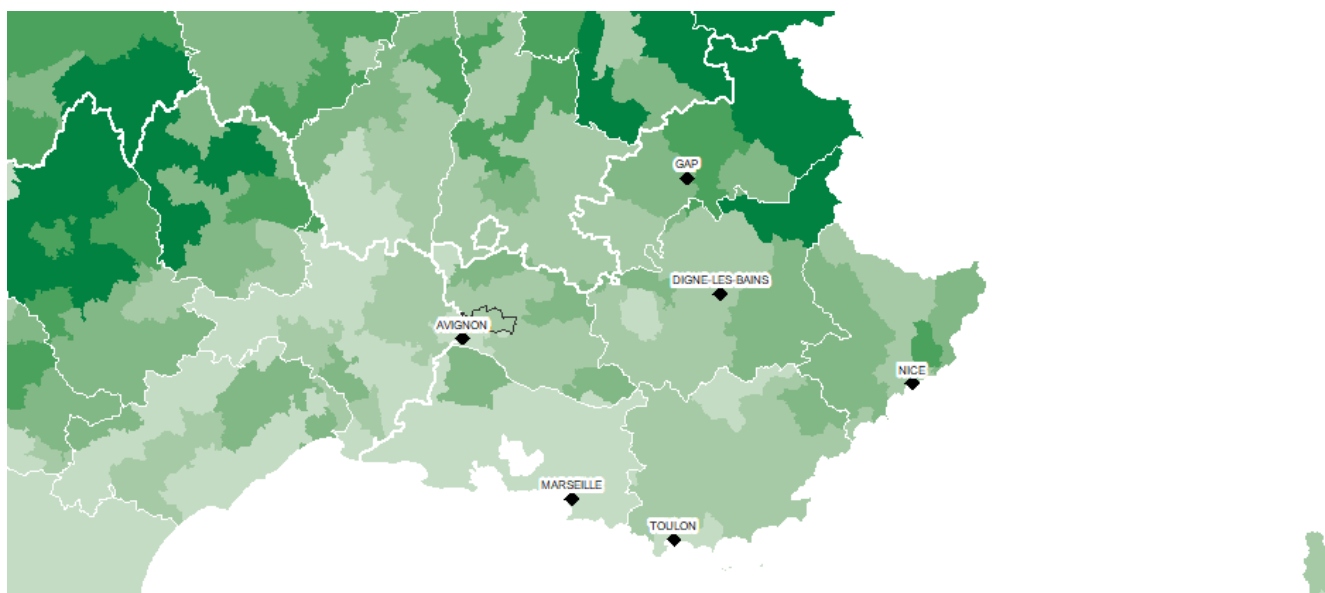 GAP
DIGNE-LES-BAINS
AVIGNON
NICE
MARSEILLE
TOULON